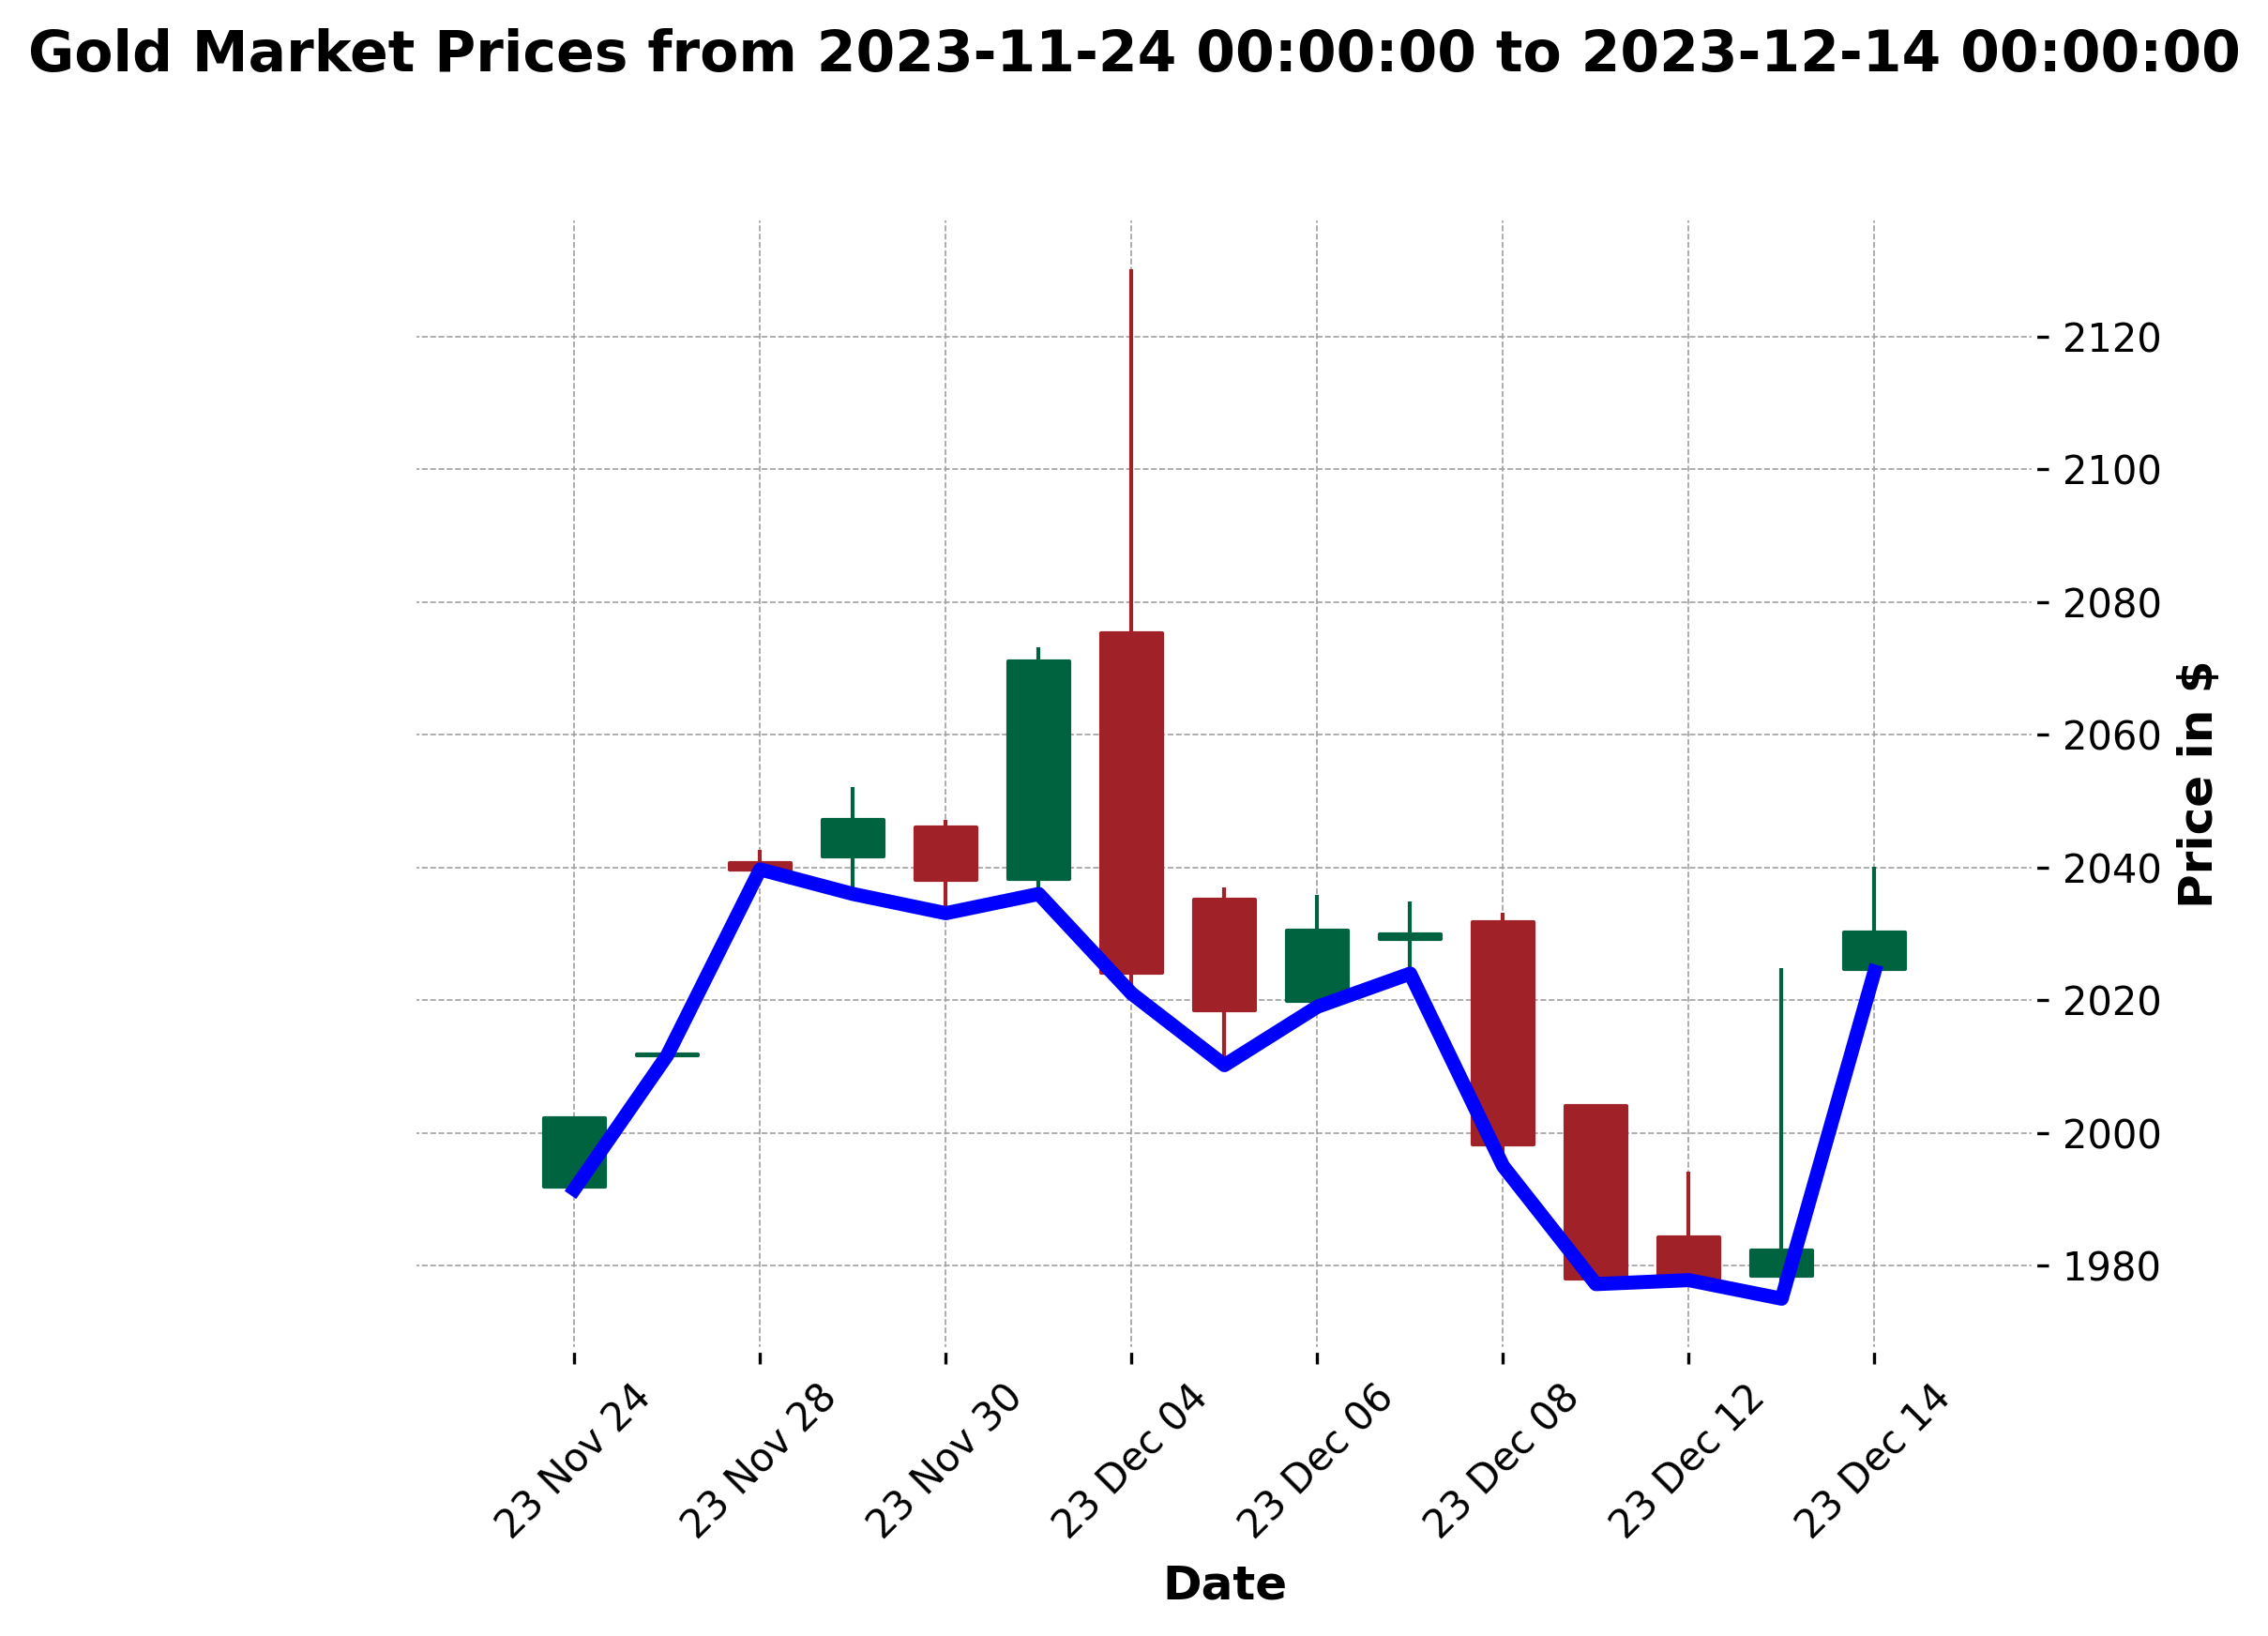 Gold Market Prices from 2023-11-24 00:00:00 to 2023-12-14 00:00:00
2120
2100
2080
2060
2040
2020
2000
1980
Price in $
23 Nov 24
23 Nov 28
23 Nov 30
23 Dec 04
23 Dec 06
23 Dec 08
23 Dec 12
23 Dec 14
Date